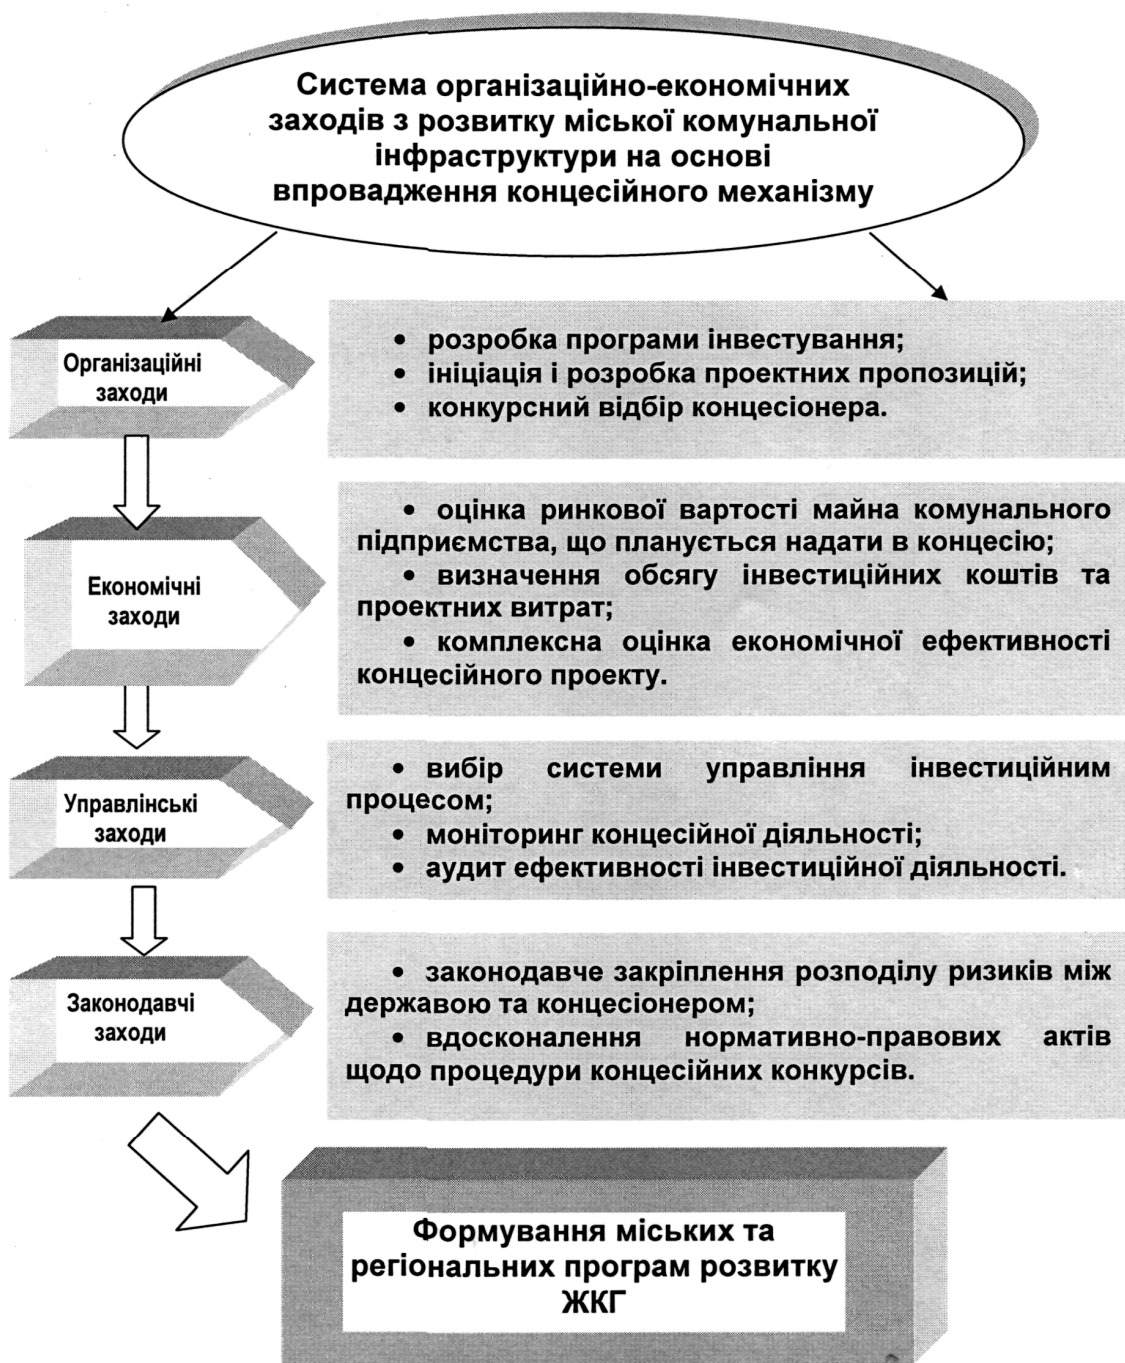 Система організаційно-економічних
заходів з розвитку міської комунальної
інфраструктури на основі
впровадження концесійного механізму
Організаційні
заходи
• розробка програми інвестування;
• ініціація і розробка проектних пропозицій;
• конкурсний відбір концесіонера.
Економічні
заходи
• оцінка ринкової вартості майна комунального
підприємства, що планується надати в концесію;
• визначення обсягу інвестиційних коштів та
проектних витрат;
• комплексна оцінка економічної ефективності
концесійного проекту.
Управлінські
заходи
• вибір системи управління інвестиційним
процесом;
• моніторинг концесійної діяльності;
• аудит ефективності інвестиційної діяльності.
Законодавчі
заходи
• законодавче закріплення розподілу ризиків між
державою та концесіонером;
• вдосконалення нормативно-правових актів
щодо процедури концесійних конкурсів.
Формування міських та
регіональних програм розвитку
ЖКГ